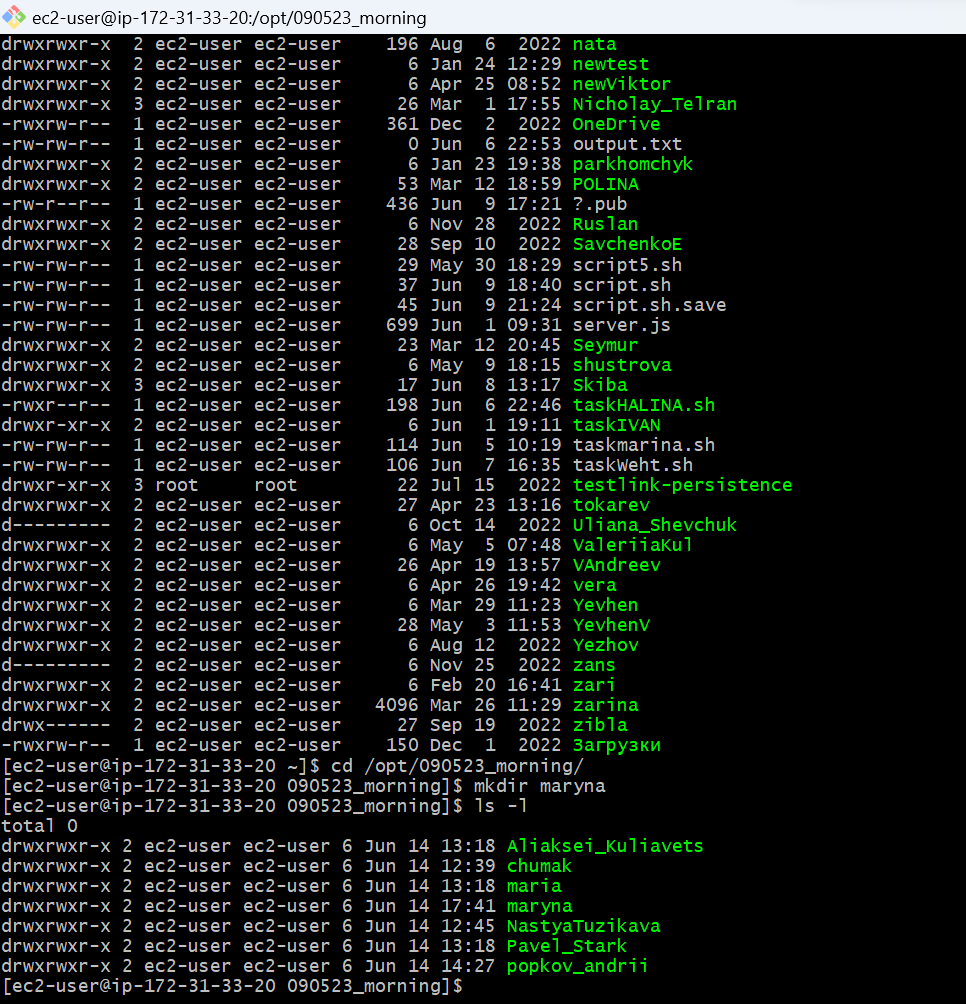 ec2-user@ip-172-31-33-20:/opt/090523_morning
drwxrwxr-x  2 ec2-user ec2-user    196 Aug  6  2022 nata
drwxrwxr-x  2 ec2-user ec2-user      6 Jan 24 12:29 newtest
drwxrwxr-x  2 ec2-user ec2-user      6 Apr 25 08:52 newViktor
drwxrwxr-x  3 ec2-user ec2-user     26 Mar  1 17:55 Nicholay_Telran
-rwxrw-r--  1 ec2-user ec2-user    361 Dec  2  2022 OneDrive
-rw-rw-r--  1 ec2-user ec2-user      0 Jun  6 22:53 output.txt
drwxrwxr-x  2 ec2-user ec2-user      6 Jan 23 19:38 parkhomchyk
drwxrwxr-x  2 ec2-user ec2-user     53 Mar 12 18:59 POLINA
-rw-r--r--  1 ec2-user ec2-user    436 Jun  9 17:21 ?.pub
drwxrwxr-x  2 ec2-user ec2-user      6 Nov 28  2022 Ruslan
drwxrwxr-x  2 ec2-user ec2-user     28 Sep 10  2022 SavchenkoE
-rw-rw-r--  1 ec2-user ec2-user     29 May 30 18:29 script5.sh
-rw-rw-r--  1 ec2-user ec2-user     37 Jun  9 18:40 script.sh
-rw-rw-r--  1 ec2-user ec2-user     45 Jun  9 21:24 script.sh.save
-rw-rw-r--  1 ec2-user ec2-user    699 Jun  1 09:31 server.js
drwxrwxr-x  2 ec2-user ec2-user     23 Mar 12 20:45 Seymur
drwxrwxr-x  2 ec2-user ec2-user      6 May  9 18:15 shustrova
drwxrwxr-x  3 ec2-user ec2-user     17 Jun  8 13:17 Skiba
-rwxr--r--  1 ec2-user ec2-user    198 Jun  6 22:46 taskHALINA.sh
drwxr-xr-x  2 ec2-user ec2-user      6 Jun  1 19:11 taskIVAN
-rw-rw-r--  1 ec2-user ec2-user    114 Jun  5 10:19 taskmarina.sh
-rw-rw-r--  1 ec2-user ec2-user    106 Jun  7 16:35 taskWeht.sh
drwxr-xr-x  3 root     root         22 Jul 15  2022 testlink-persistence
drwxrwxr-x  2 ec2-user ec2-user     27 Apr 23 13:16 tokarev
d---------  2 ec2-user ec2-user      6 Oct 14  2022 Uliana_Shevchuk
drwxrwxr-x  2 ec2-user ec2-user      6 May  5 07:48 ValeriiaKul
drwxrwxr-x  2 ec2-user ec2-user     26 Apr 19 13:57 VAndreev
drwxrwxr-x  2 ec2-user ec2-user      6 Apr 26 19:42 vera
drwxrwxr-x  2 ec2-user ec2-user      6 Mar 29 11:23 Yevhen
drwxrwxr-x  2 ec2-user ec2-user     28 May  3 11:53 YevhenV
drwxrwxr-x  2 ec2-user ec2-user      6 Aug 12  2022 Yezhov
d---------  2 ec2-user ec2-user      6 Nov 25  2022 zans
drwxrwxr-x  2 ec2-user ec2-user      6 Feb 20 16:41 zari
drwxrwxr-x  2 ec2-user ec2-user   4096 Mar 26 11:29 zarina
drwx------  2 ec2-user ec2-user     27 Sep 19  2022 zibla
-rwxrw-r--  1 ec2-user ec2-user    150 Dec  1  2022 Загрузки
[ec2-user@ip-172-31-33-20 ~]$ cd /opt/090523_morning/
[ec2-user@ip-172-31-33-20 090523_morning]$ mkdir maryna
[ec2-user@ip-172-31-33-20 090523_morning]$ ls -l
total 0
drwxrwxr-x 2 ec2-user ec2-user 6 Jun 14 13:18 Aliaksei_Kuliavets
drwxrwxr-x 2 ec2-user ec2-user 6 Jun 14 12:39 chumak
drwxrwxr-x 2 ec2-user ec2-user 6 Jun 14 13:18 maria
drwxrwxr-x 2 ec2-user ec2-user 6 Jun 14 17:41 maryna
drwxrwxr-x 2 ec2-user ec2-user 6 Jun 14 12:45 NastyaTuzikava
drwxrwxr-x 2 ec2-user ec2-user 6 Jun 14 13:18 Pavel_Stark
drwxrwxr-x 2 ec2-user ec2-user 6 Jun 14 14:27 popkov_andrii
[ec2-user@ip-172-31-33-20 090523_morning]$